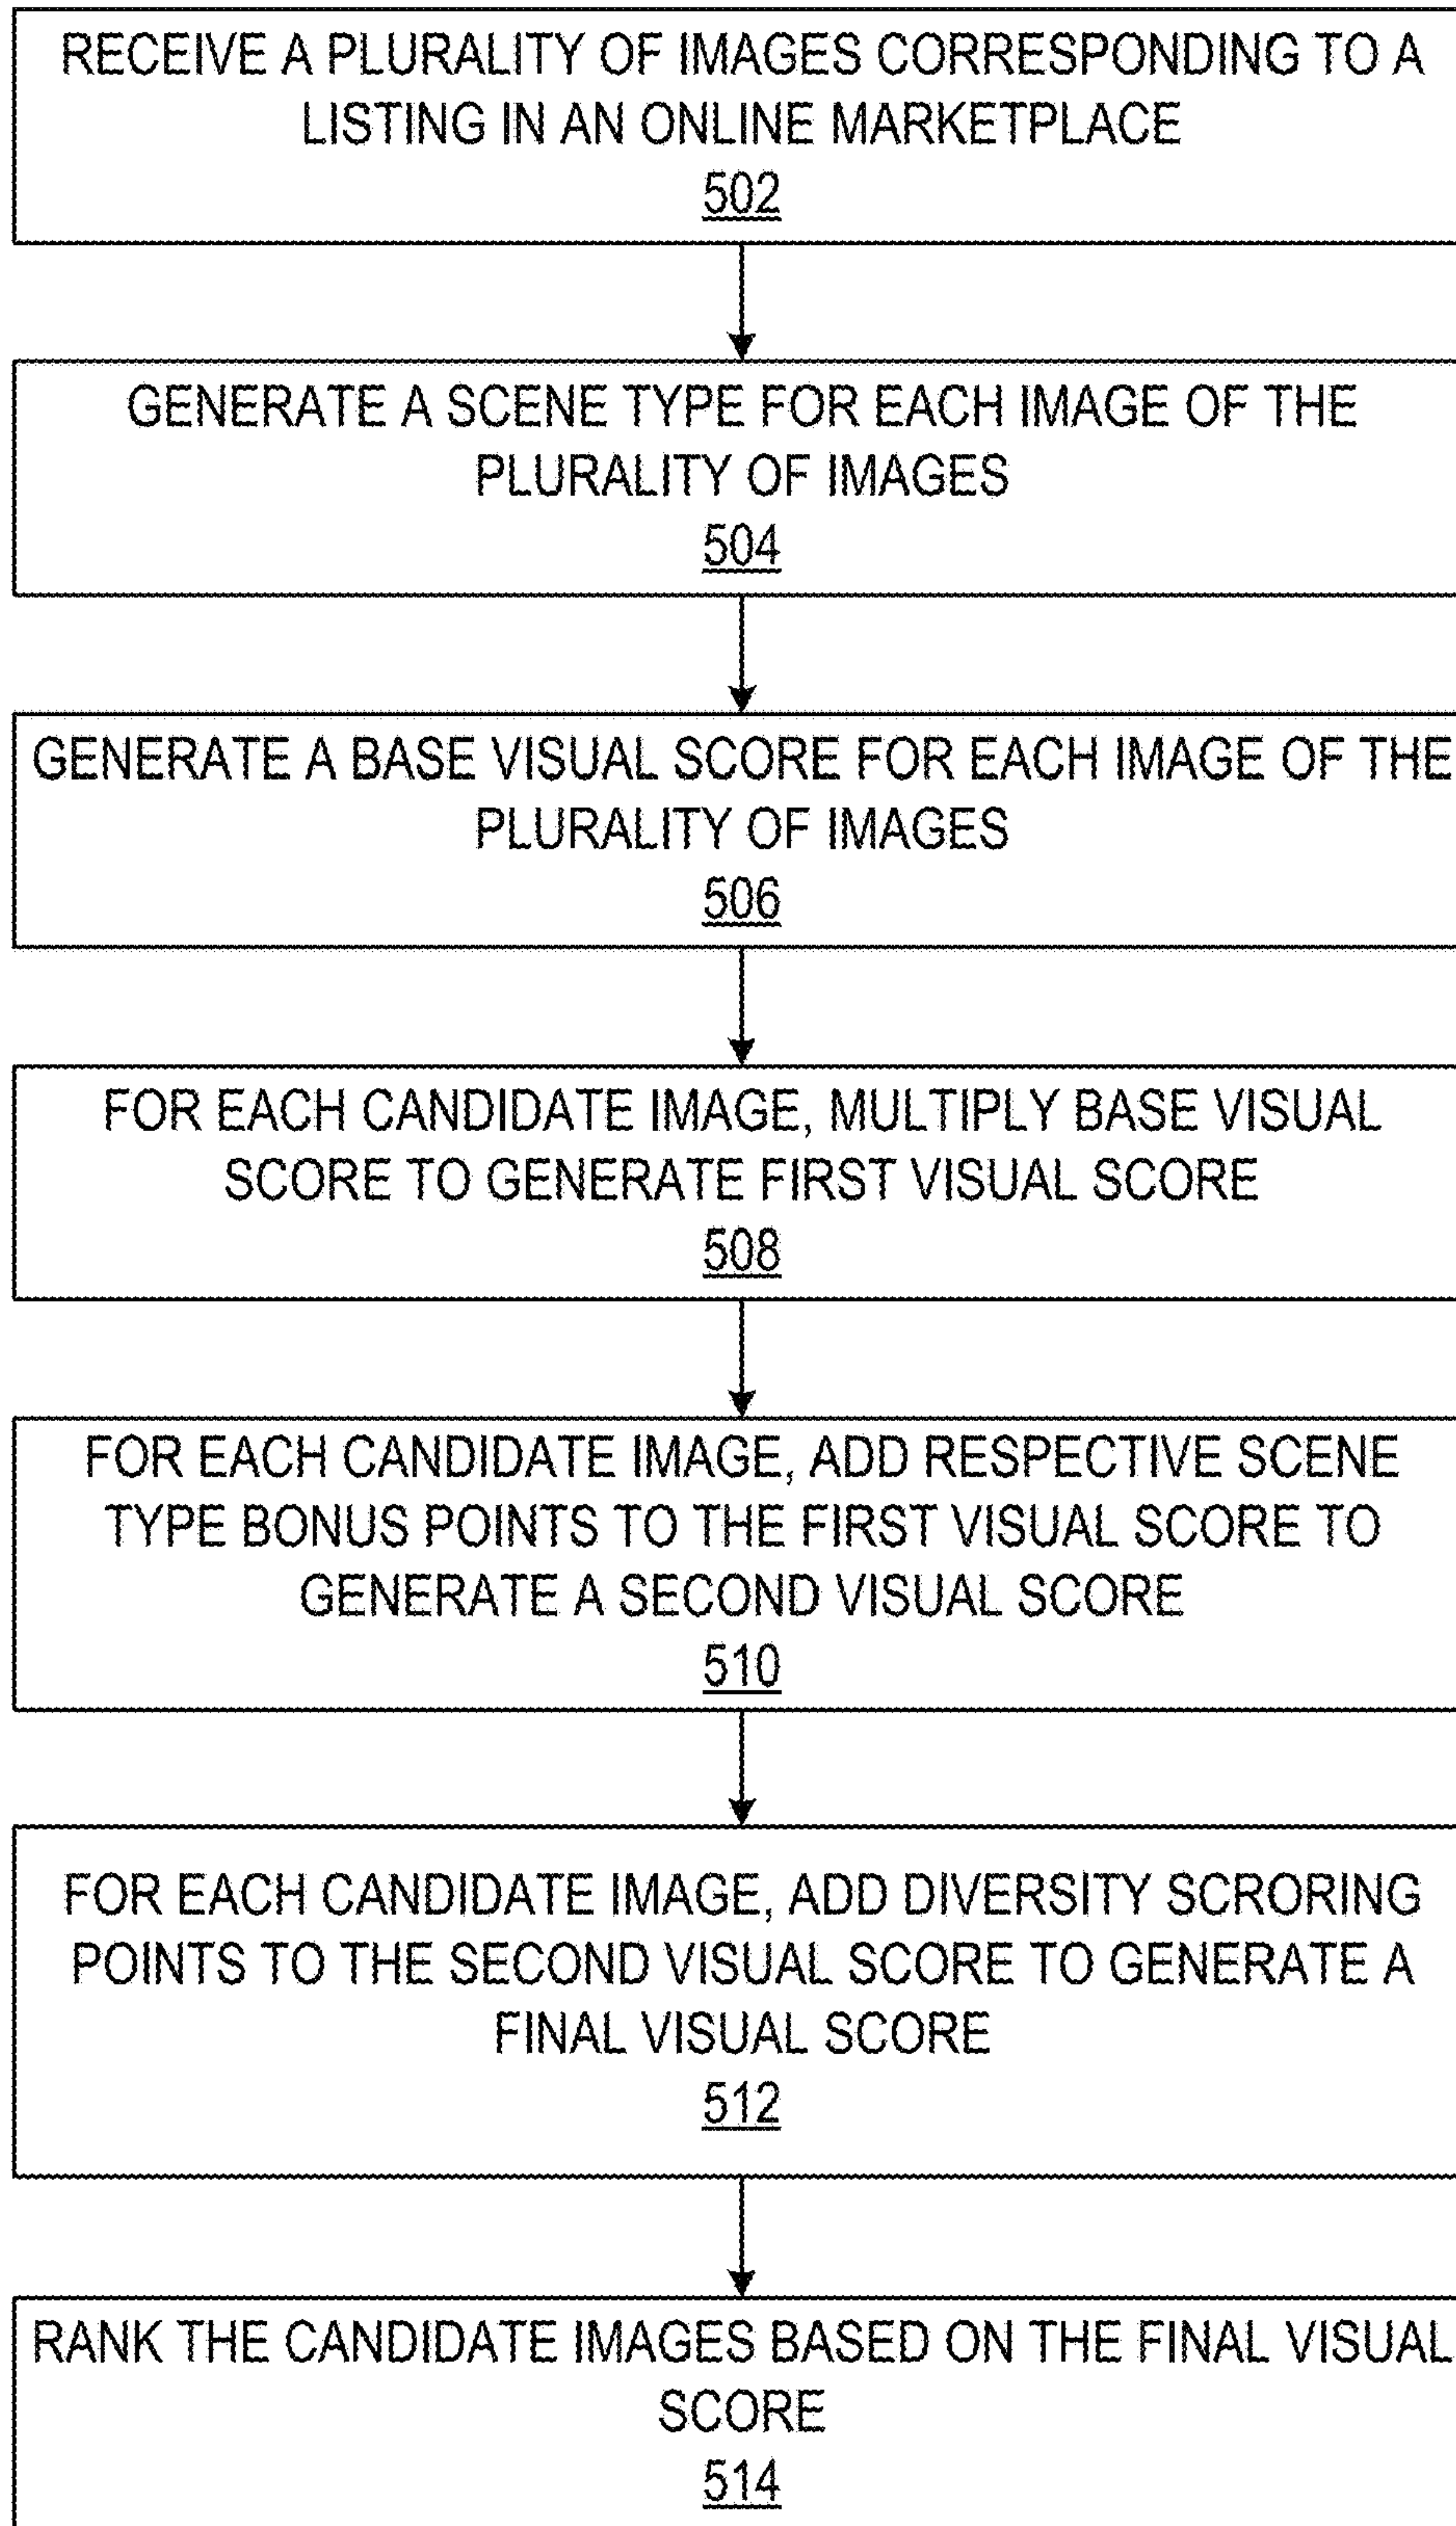 RECEIVE A PLURALITY OF IMAGES CORRESPONDING TO A
LISTING IN AN ONLINE MARKETPLACE
502
GENERATE A SCENE TYPE FOR EACH IMAGE OF THE
PLURALITY OF IMAGES
504
GENERATE A BASE VISUAL SCORE FOR EACH IMAGE OF THE
PLURALITY OF IMAGES
506
FOR EACH CANDIDATE IMAGE, MULTIPLY BASE VISUAL
SCORE TO GENERATE FIRST VISUAL SCORE
508
FOR EACH CANDIDATE IMAGE, ADD RESPECTIVE SCENE
TYPE BONUS POINTS TO THE FIRST VISUAL SCORE TO
GENERATE A SECOND VISUAL SCORE
510
FOR EACH CANDIDATE IMAGE, ADD DIVERSITY SCRORING
POINTS TO THE SECOND VISUAL SCORE TO GENERATE A
FINAL VISUAL SCORE
512
RANK THE CANDIDATE IMAGES BASED ON THE FINAL VISUAL
SCORE
514